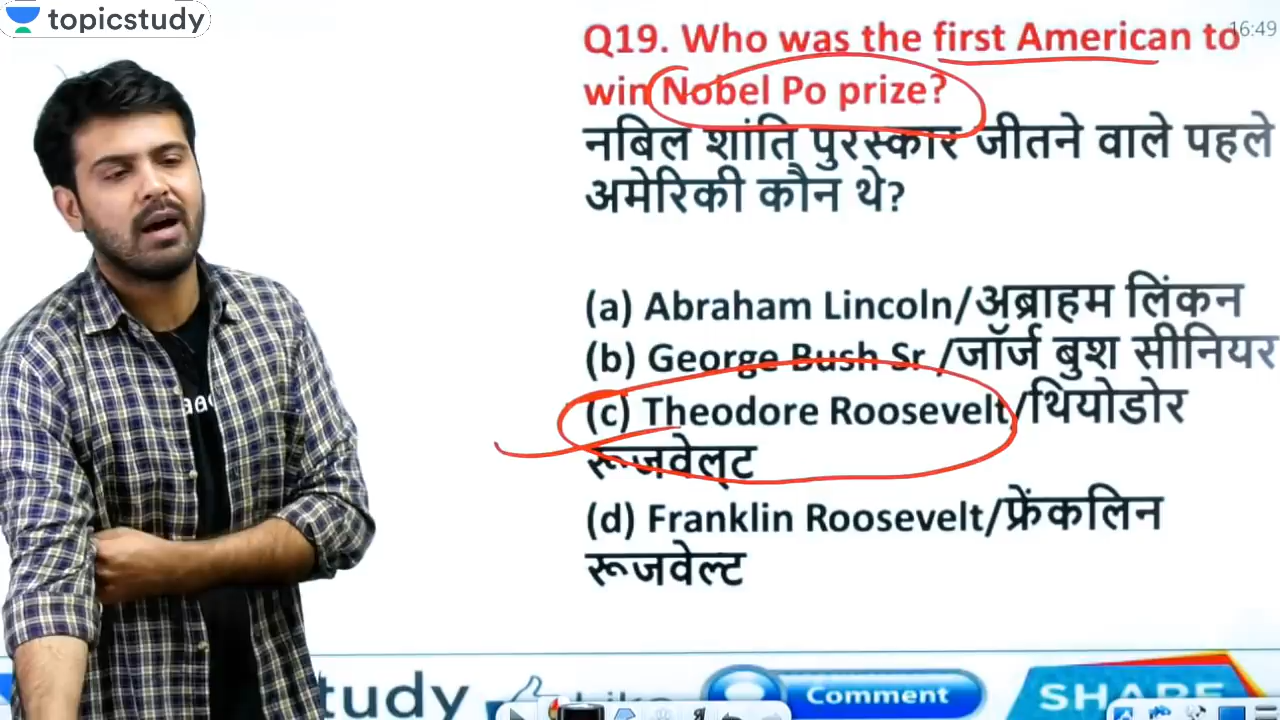 topicstudy
16:49
Q19. Who was the first American to
win Nobel Po prize?
नबिल शांति पुरस्कार जीतने वाले पहले
अमेरिकी कौन थे?
(a) Abraham Lincoln/अब्राहम लिंकन
(b) George Bush Sr /जॉर्ज बुश सीनियर
(c) Theodore Roosevelt/थियोडोर
रूजवेल्ट
(d) Franklin Roosevelt/फ्रेंकलिन
रूजवेल्ट
tudy
Comment
SHARE